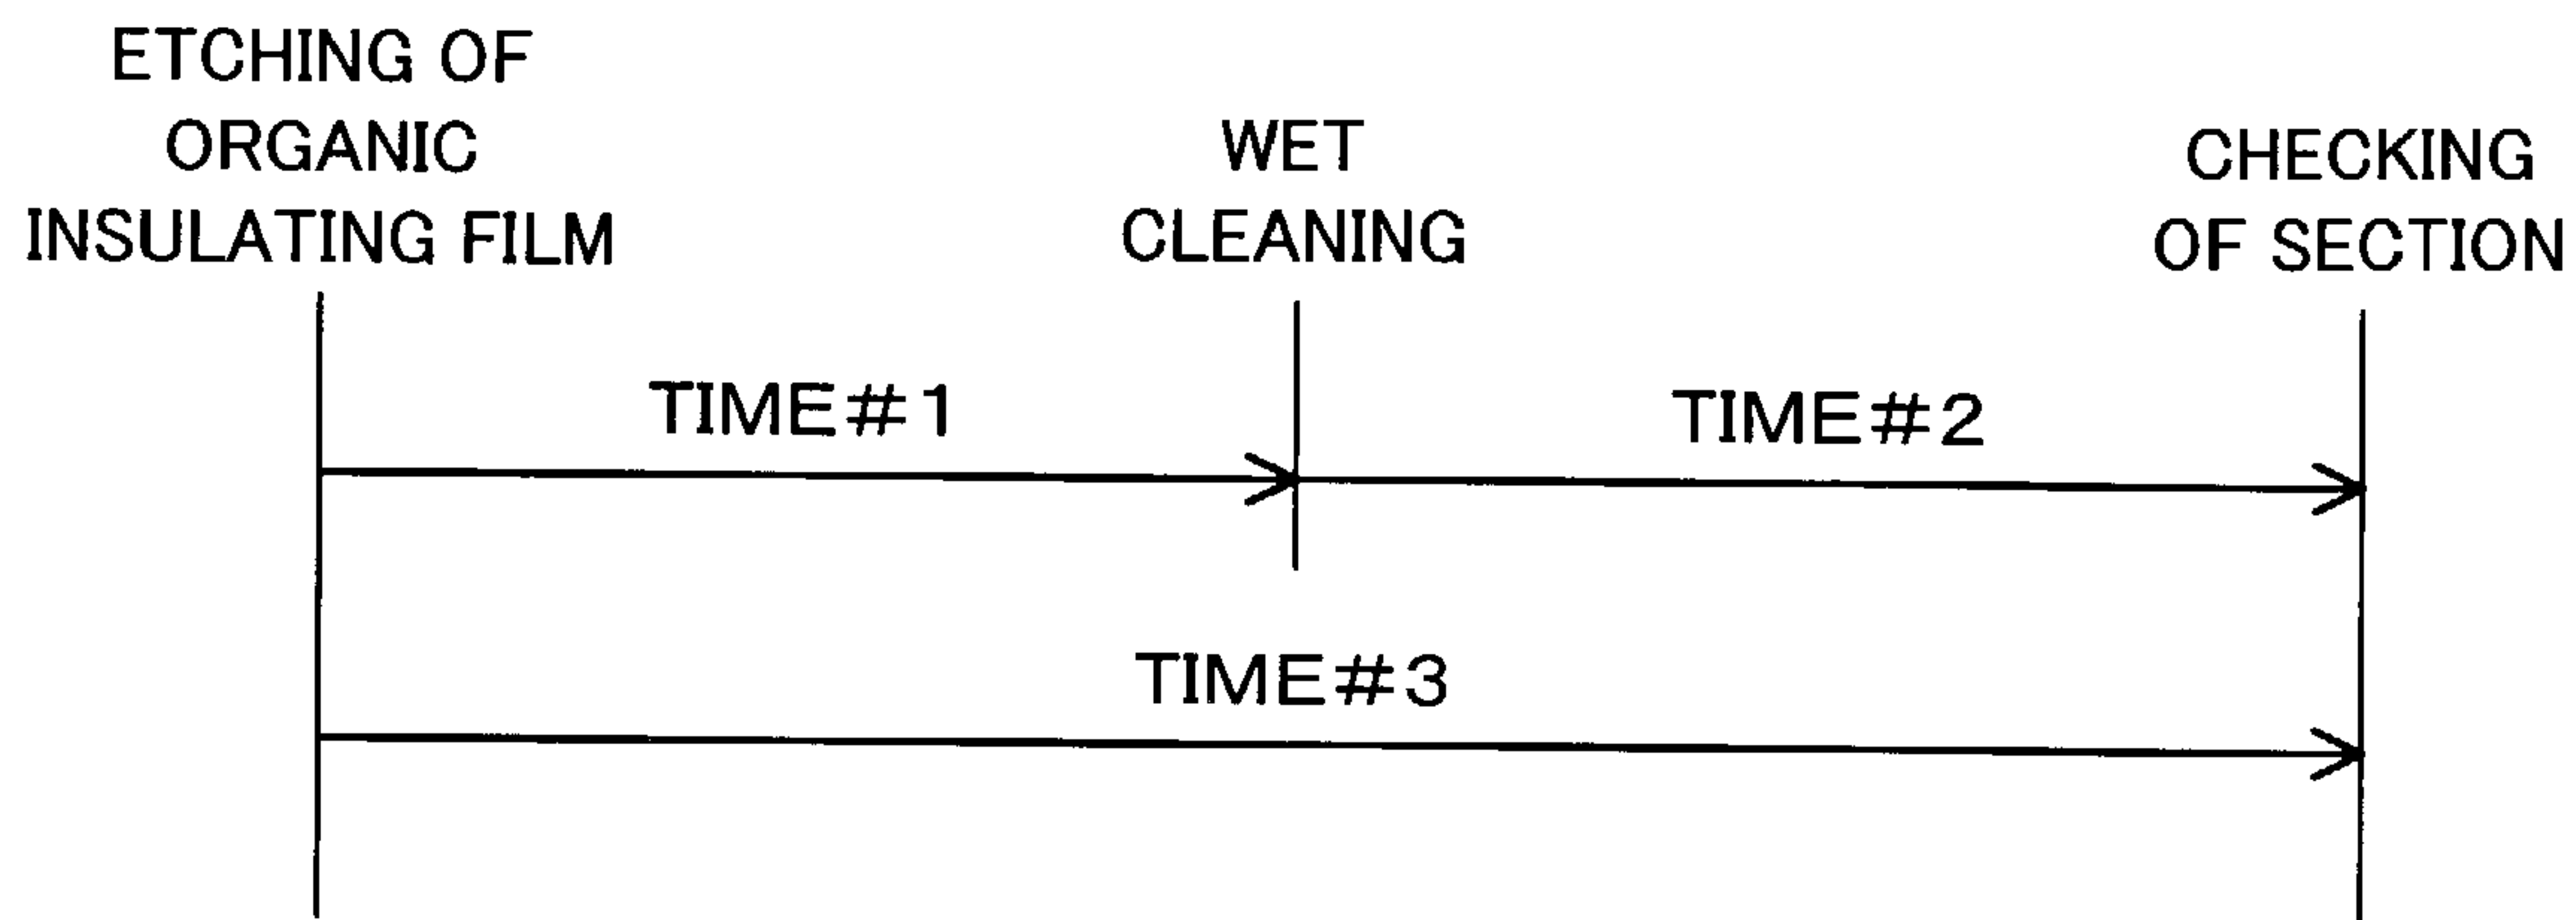 ETCHING OF
ORGANIC
INSULATING FILM
WET
CLEANING
CHECKING
OF SECTION
TIME#1
TIME#2
TIME#3